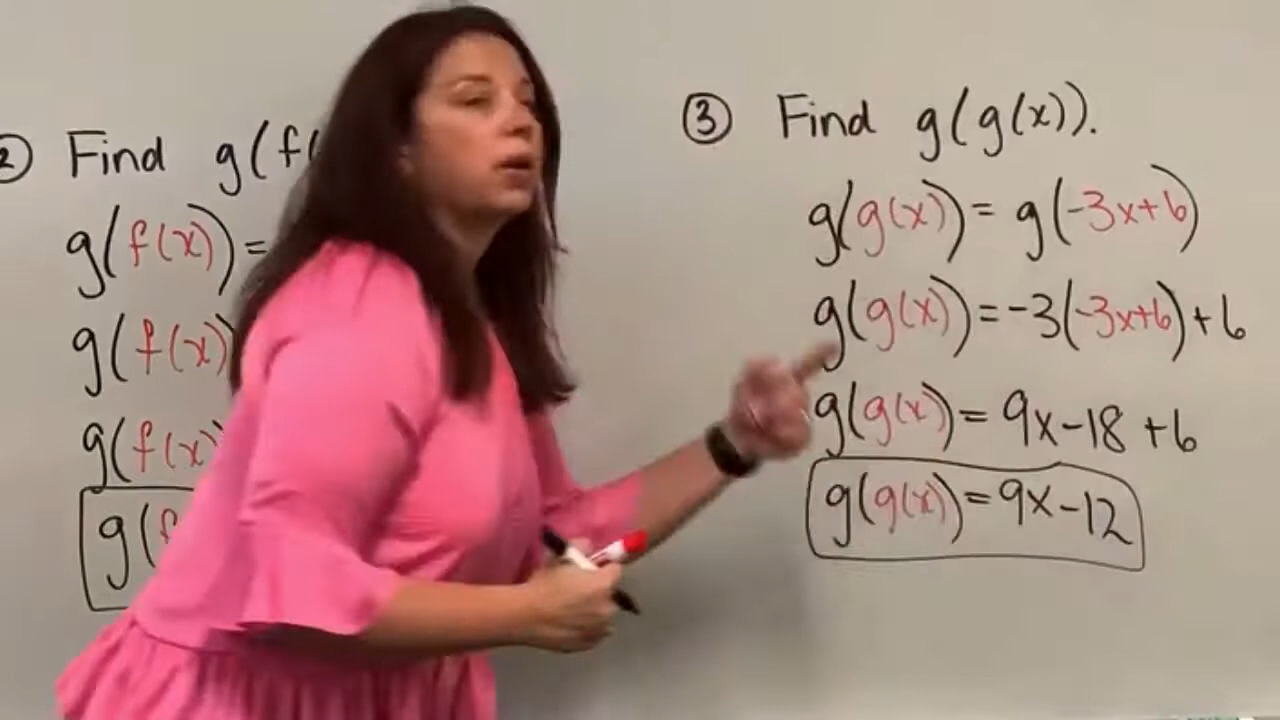 ② Find g(f(
g(f(x))=
g(f(x)
g(f(x)
g(f
③ Find g(g(x)).
g(g(x))=g(-3x+6)
g(g(x))=-3(-3x+6)+6
g(g(x))=9x-18+6
g(g(x))=9x-12